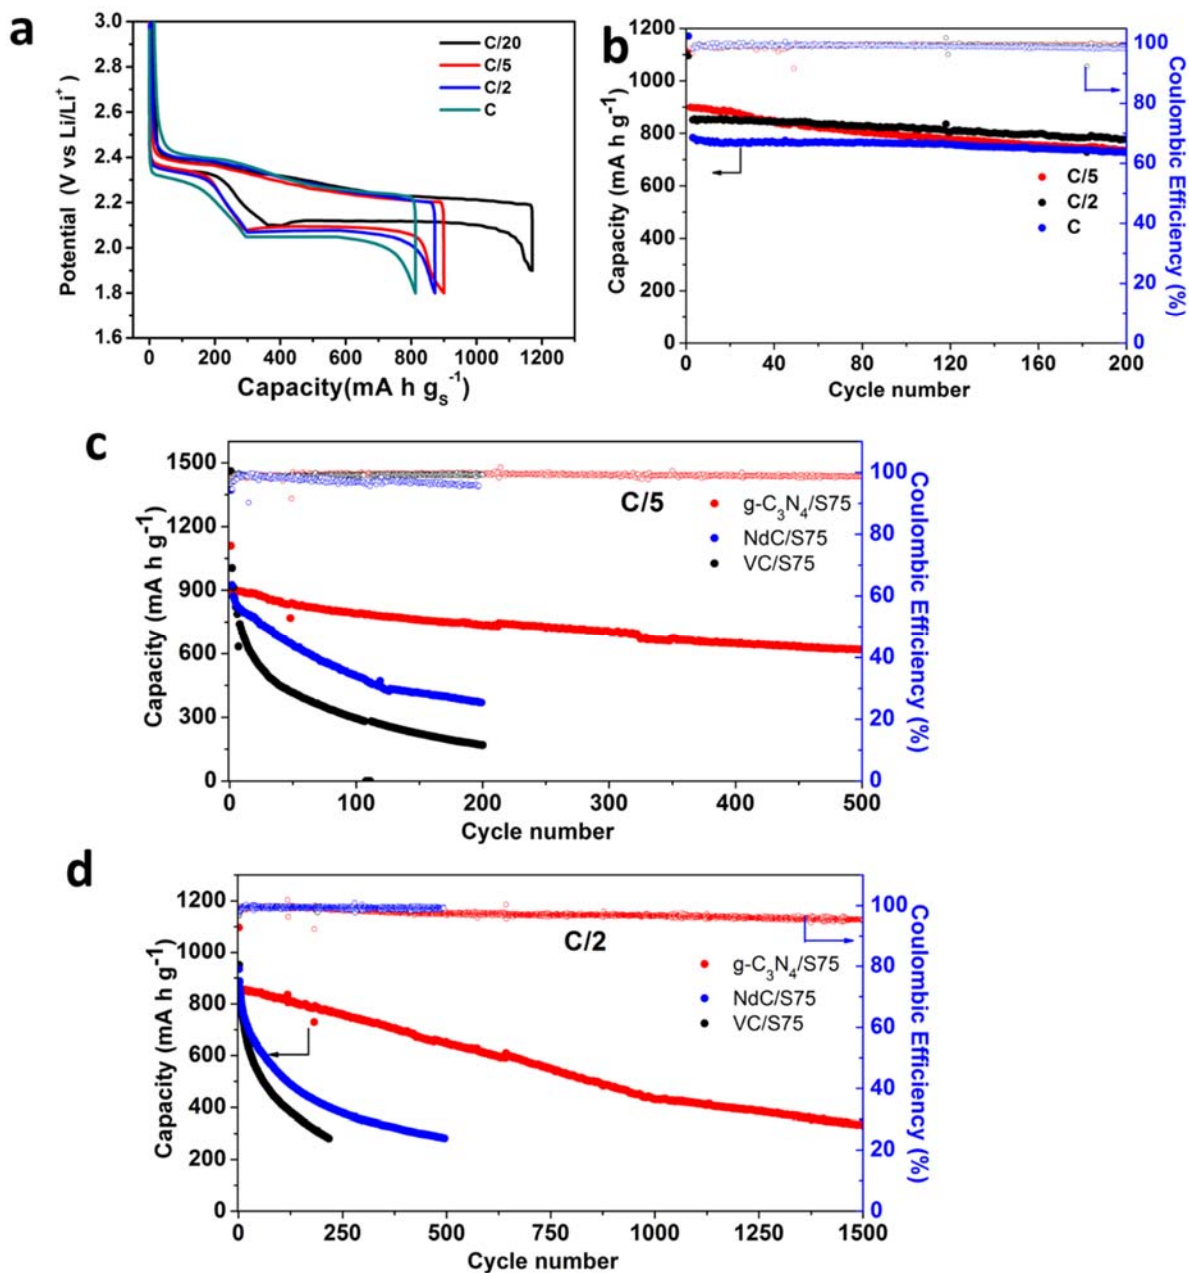 a
3.0
2.8
2.6
2.4
2.2
2.0
1.8
1.6
Potential (V vs Li/Li⁺)
0 200 400 600 800 1000 1200
Capacity(mA h gₛ⁻¹)
C/20
C/5
C/2
C
b
1200
1000
800
600
400
200
0
Capacity (mA h g⁻¹)
0 40 80 120 160 200
Cycle number
100
80
60
40
20
0
Coulombic Efficiency (%)
C/5
C/2
C
c
1500
1200
900
600
300
0
Capacity (mA h g⁻¹)
0 100 200 300 400 500
Cycle number
100
80
60
40
20
0
Coulombic Efficiency (%)
C/5
g-C₃N₄/S75
NdC/S75
VC/S75
d
1200
1000
800
600
400
200
0
Capacity (mA h g⁻¹)
0 250 500 750 1000 1250 1500
Cycle number
100
80
60
40
20
0
Coulombic Efficiency (%)
C/2
g-C₃N₄/S75
NdC/S75
VC/S75